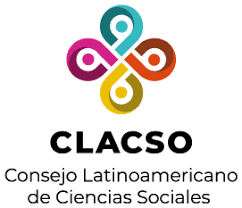 CLACSO
Consejo Latinoamericano
de Ciencias Sociales